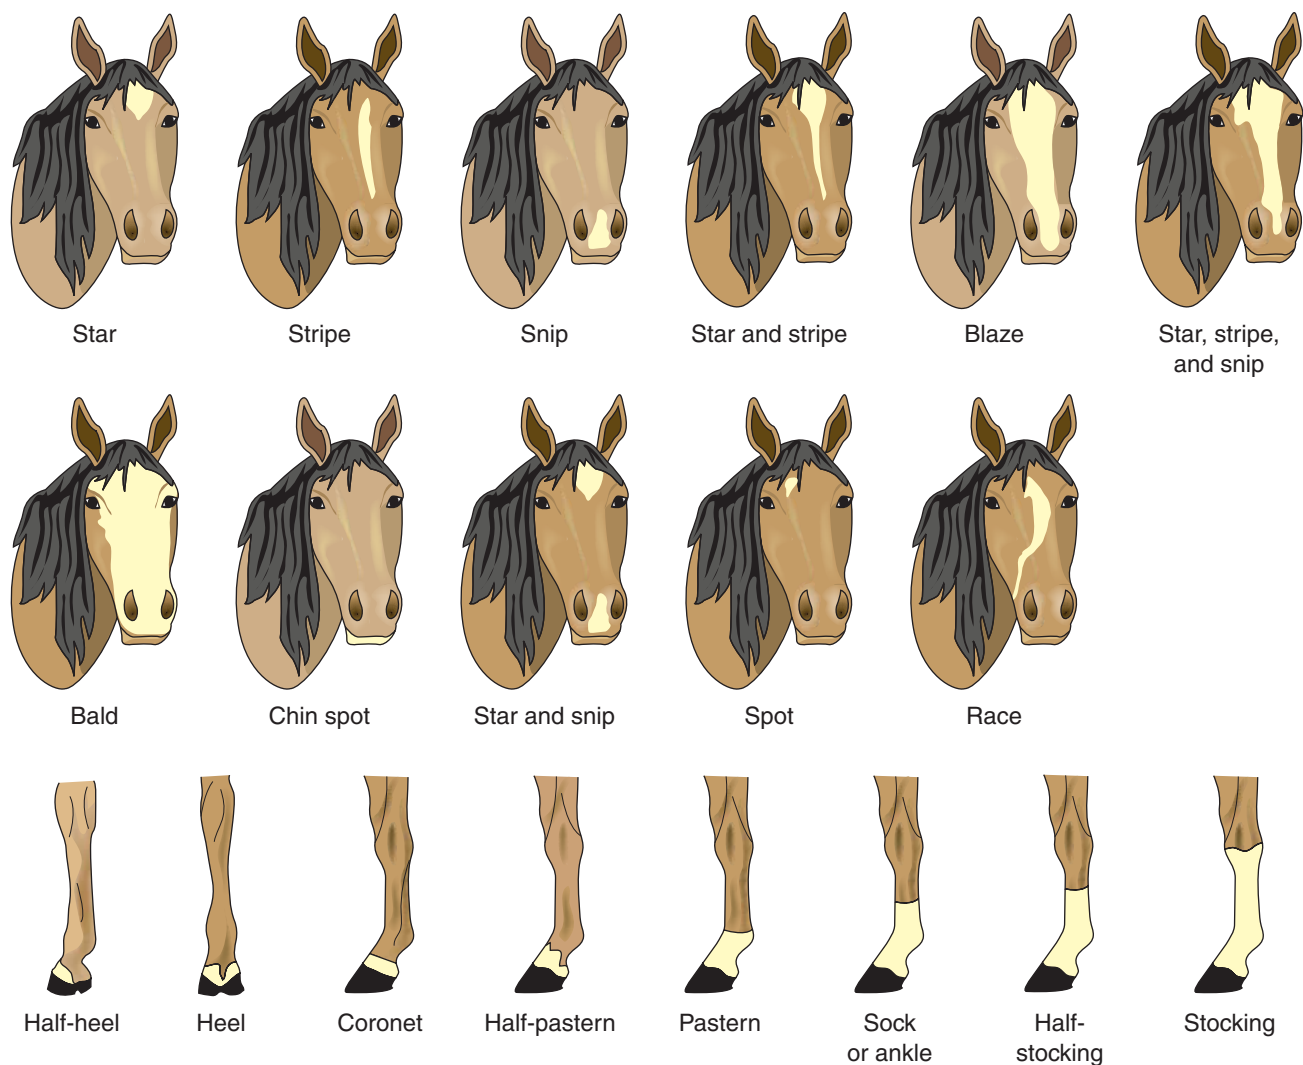 Star
Stripe
Snip
Star and stripe
Blaze
Star, stripe,
and snip
Bald
Chin spot
Star and snip
Spot
Race
Half-heel
Heel
Coronet
Half-pastern
Pastern
Sock
or ankle
Half-
stocking
Stocking